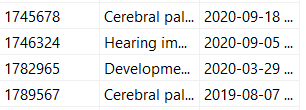 1745678 Cerebral pal... 2020-09-18 ...
1746324 Hearing im... 2020-09-05 ...
1782965 Developme... 2020-03-29 ...
1789567 Cerebral pal... 2019-08-07 ...